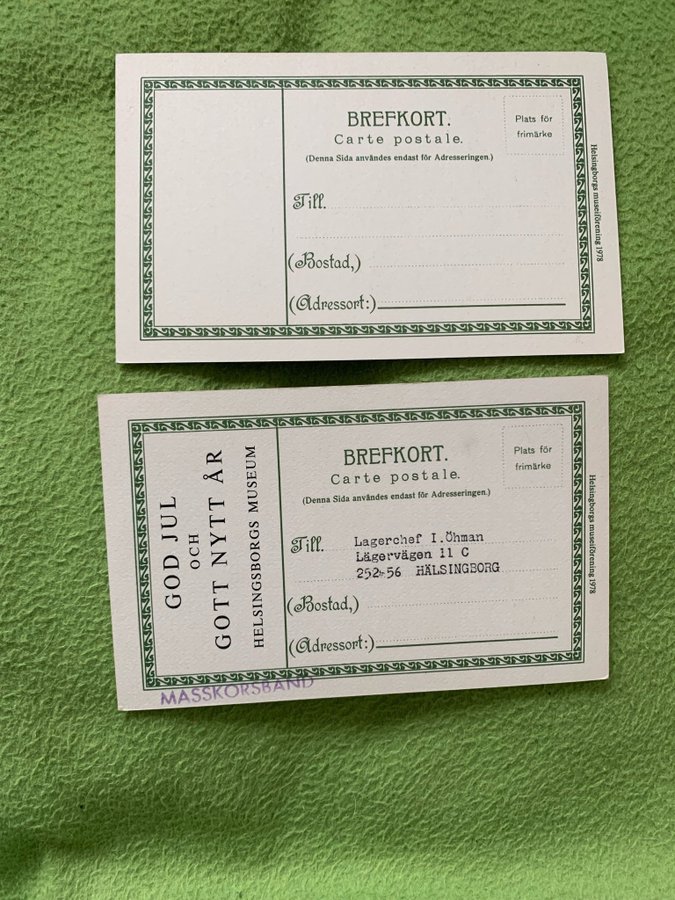 BREFKORT.
Carte postale.
(Denna Sida användes endast för Adresseringen.)
Plats för
frimärke
Till.
(Bostad,)
(Adressort:)
Helsingborgs museiförening 1978
GOD JUL
OCH
GOTT NYTT ÅR
HELSINGSBORGS MUSEUM
BREFKORT.
Carte postale.
(Denna Sida användes endast för Adresseringen.)
Plats för
frimärke
Till.
Lagerchef I.Öhman
Lägervägen 11 C
252-56 HÄLSINGBORG
(Bostad,)
(Adressort:)
Helsingborgs museiförening 1978
MASSKORSBAND